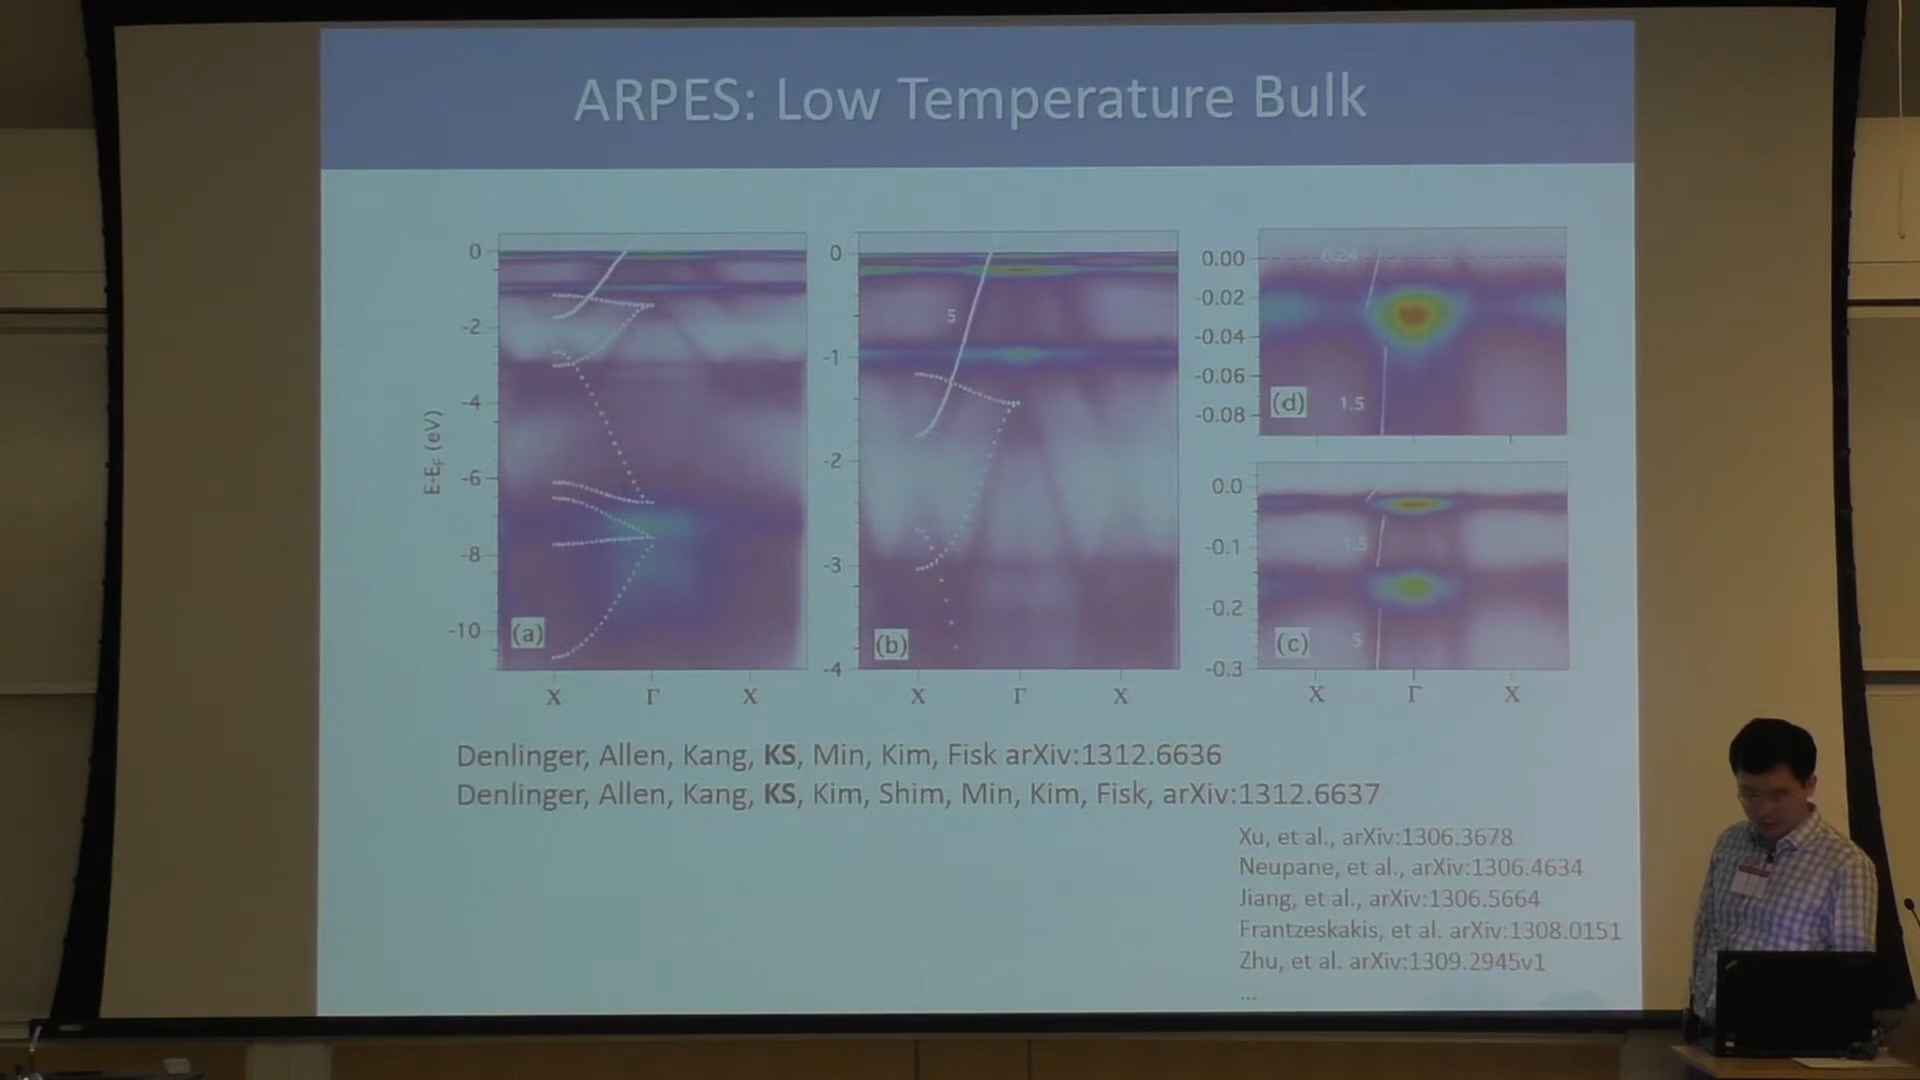 ARPES: Low Temperature Bulk
E-E_F (eV)
0
-2
-4
-6
-8
-10
(a)
X Γ X
0
-1
-2
-3
-4
5
(b)
X Γ X
0.00
-0.02
-0.04
-0.06
-0.08
0.24
1.5
(d)
0.0
-0.1
-0.2
-0.3
1.5
5
(c)
X Γ X
Denlinger, Allen, Kang, KS, Min, Kim, Fisk arXiv:1312.6636
Denlinger, Allen, Kang, KS, Kim, Shim, Min, Kim, Fisk, arXiv:1312.6637
Xu, et al., arXiv:1306.3678
Neupane, et al., arXiv:1306.4634
Jiang, et al., arXiv:1306.5664
Frantzeskakis, et al. arXiv:1308.0151
Zhu, et al. arXiv:1309.2945v1
...